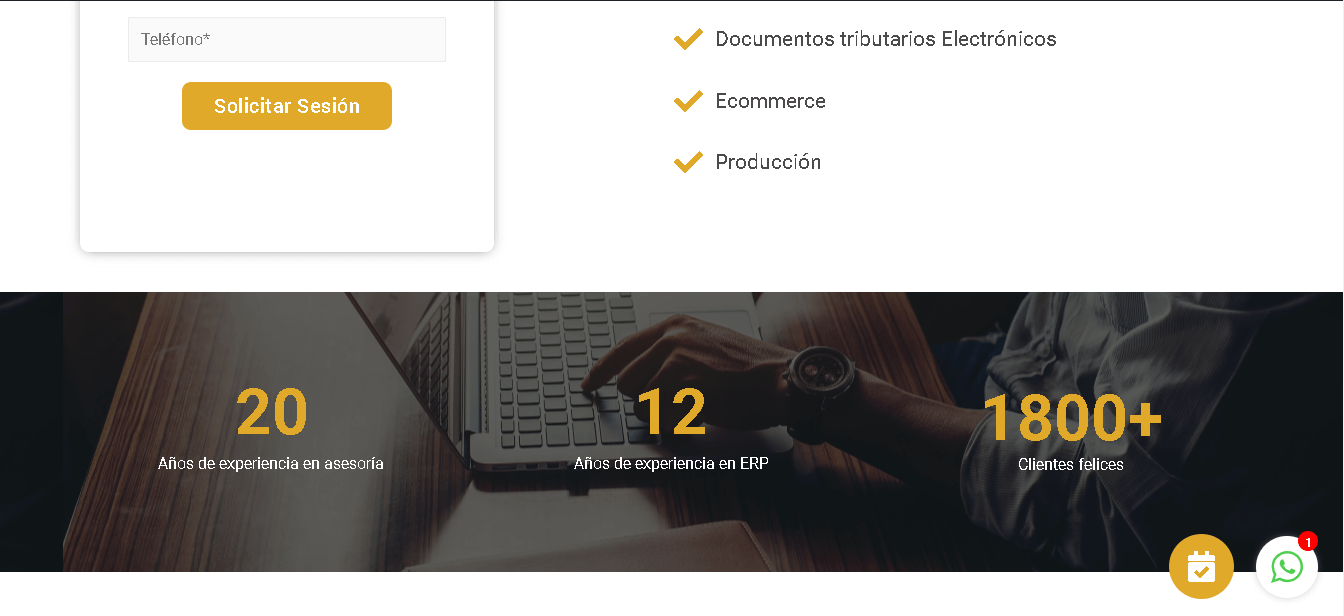 Teléfono*
Solicitar Sesión
Documentos tributarios Electrónicos
Ecommerce
Producción
20
Años de experiencia en asesoría
12
Años de experiencia en ERP
1800+
Clientes felices
1